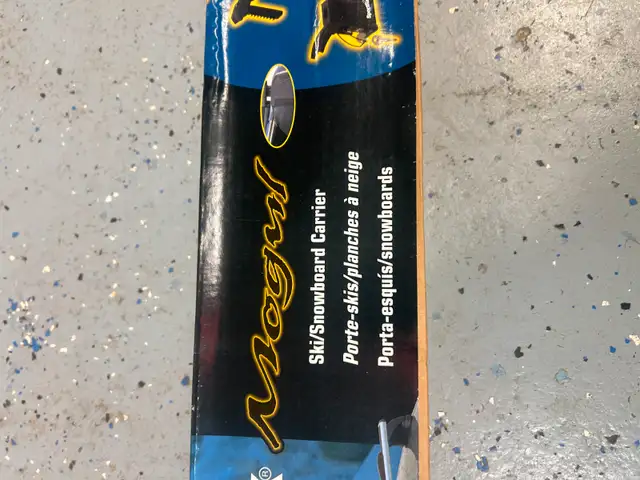 Mogul
Ski/Snowboard Carrier
Porte-skis/planches à neige
Porta-esquís/snowboards